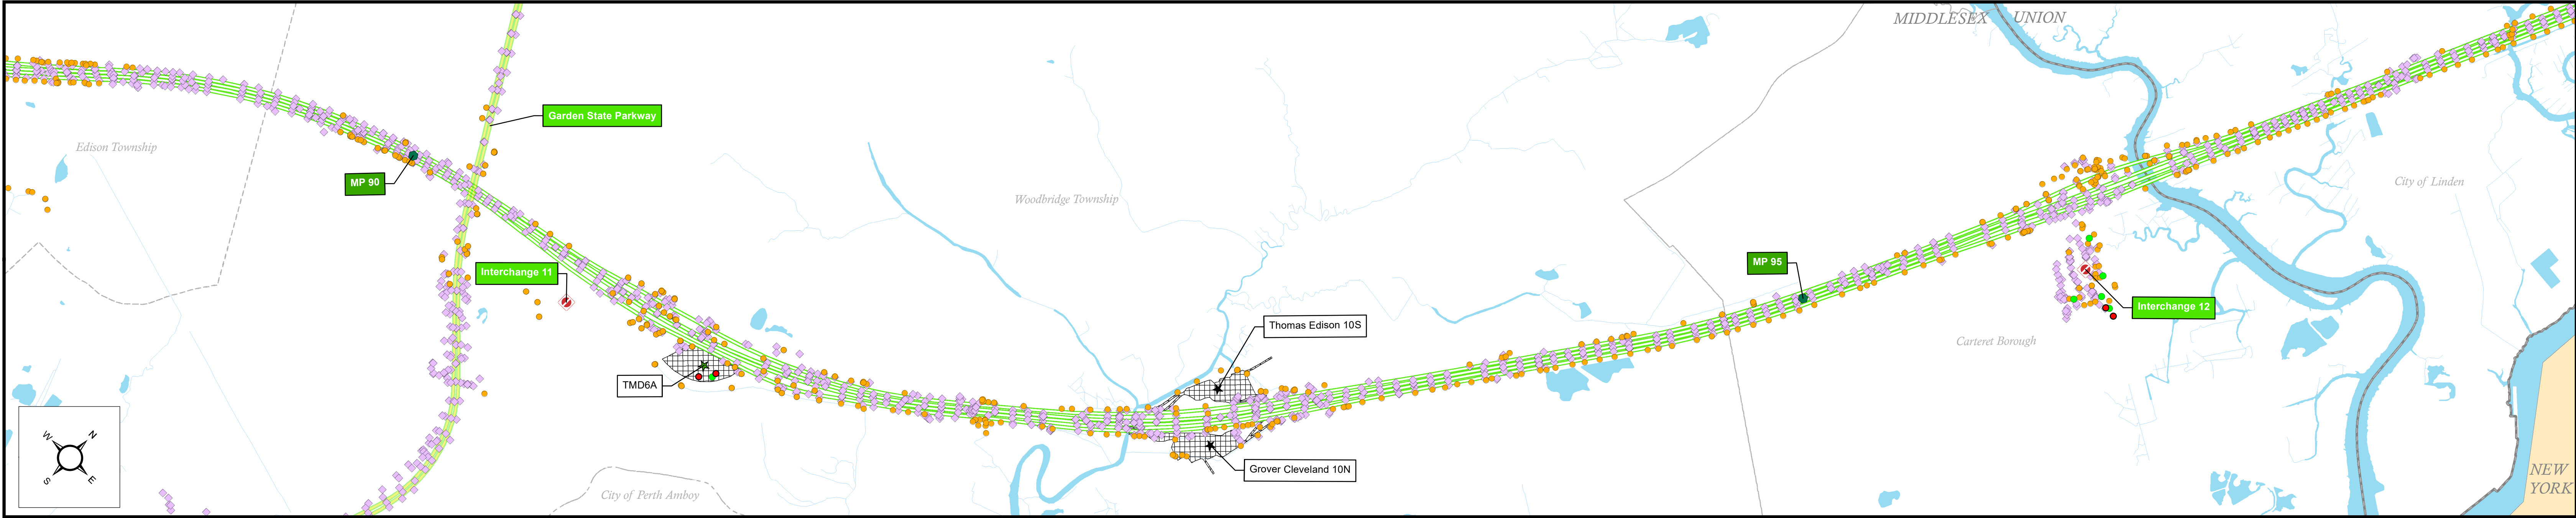 MIDDLESEX
UNION
Garden State Parkway
Edison Township
MP 90
Woodbridge Township
City of Linden
Interchange 11
MP 95
Interchange 12
Thomas Edison 10S
Carteret Borough
TMD6A
W
N
S
E
Grover Cleveland 10N
City of Perth Amboy
NEW
YORK